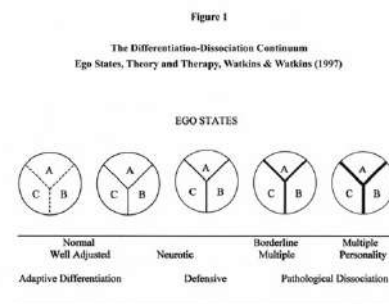 Figure 1
The Differentiation-Dissociation Continuum
Ego States, Theory and Therapy, Watkins & Watkins (1997)
EGO STATES
A A A A A
C B C B C B C B C B
Normal Borderline Multiple
Well Adjusted Neurotic Multiple Personality
Adaptive Differentiation Defensive Pathological Dissociation